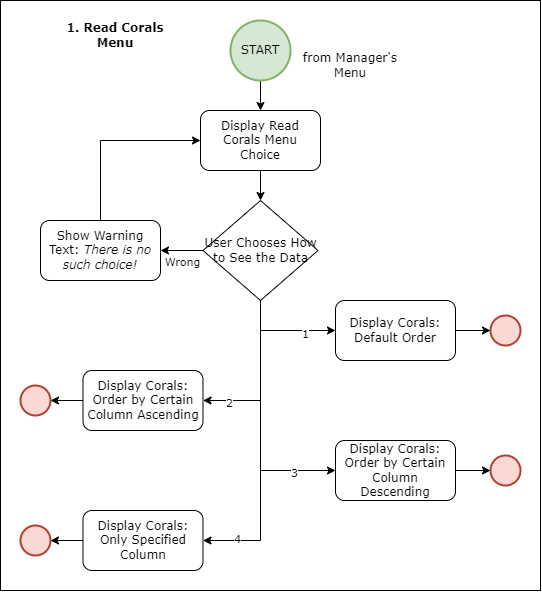 1. Read Corals
Menu
START
from Manager's
Menu
Display Read
Corals Menu
Choice
User Chooses How
to See the Data
Wrong
Show Warning
Text: There is no
such choice!
1
Display Corals:
Default Order
2
Display Corals:
Order by Certain
Column Ascending
3
Display Corals:
Order by Certain
Column
Descending
4
Display Corals:
Only Specified
Column